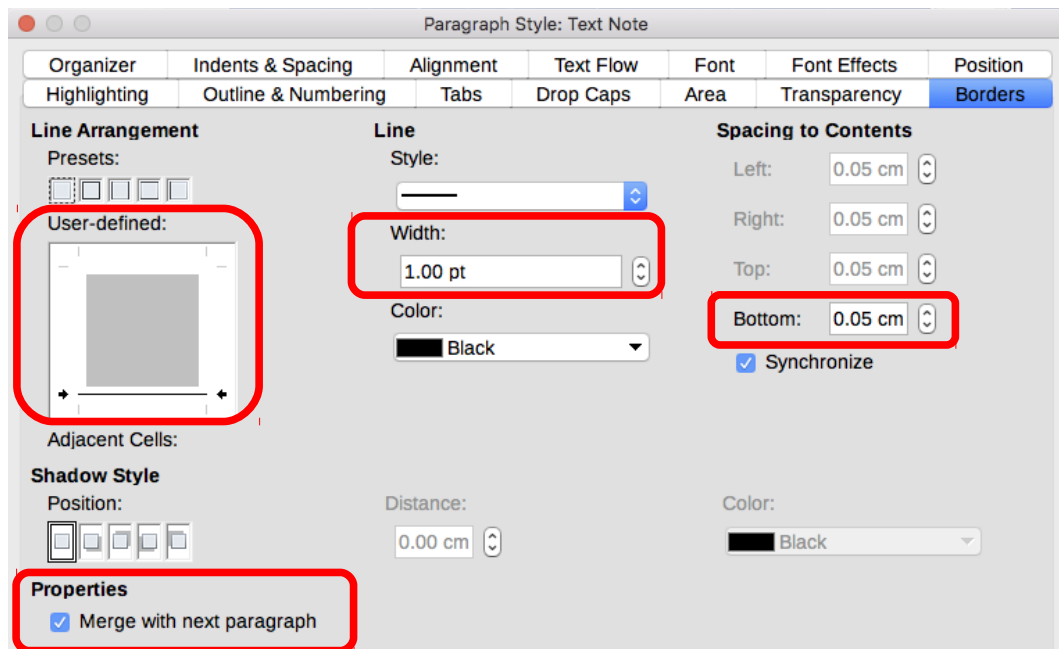 Paragraph Style: Text Note
Organizer Indents & Spacing Alignment Text Flow Font Font Effects Position
Highlighting Outline & Numbering Tabs Drop Caps Area Transparency Borders
Line Arrangement Line Spacing to Contents
Presets: Style: Left: 0.05 cm
User-defined: Width: Right: 0.05 cm
1.00 pt Top: 0.05 cm
Color: Bottom: 0.05 cm
Black Synchronize
Adjacent Cells:
Shadow Style
Position: Distance: Color:
0.00 cm Black
Properties
Merge with next paragraph